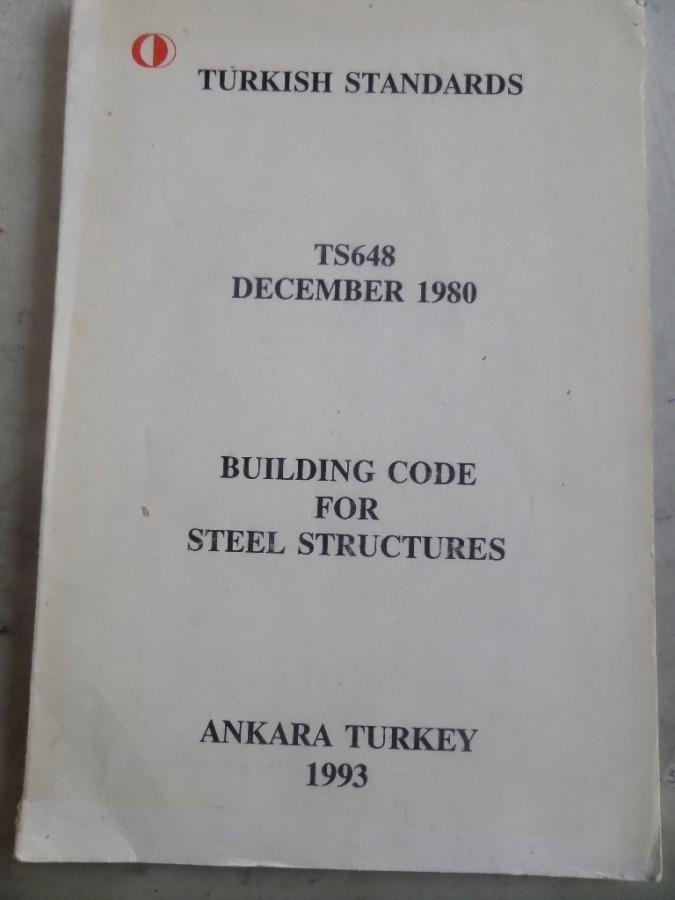 TURKISH STANDARDS
TS648
DECEMBER 1980
BUILDING CODE
FOR
STEEL STRUCTURES
ANKARA TURKEY
1993